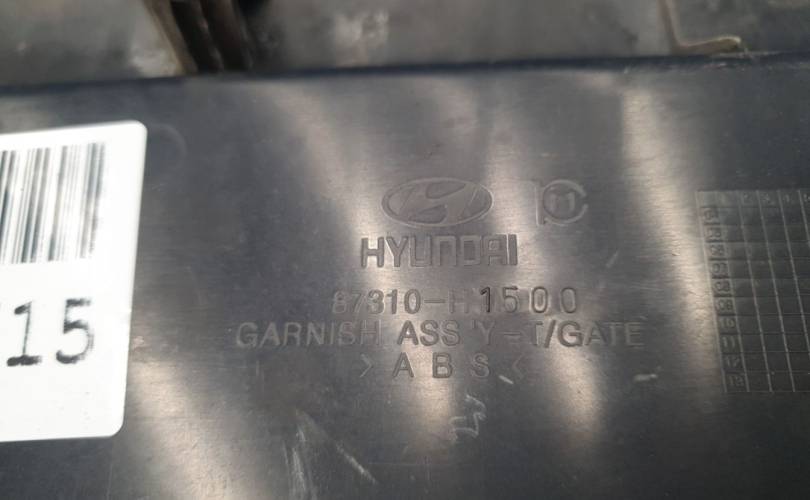 HYUNDAI
87310-H1500
GARNISH ASS'Y-T/GATE
>ABS<
15